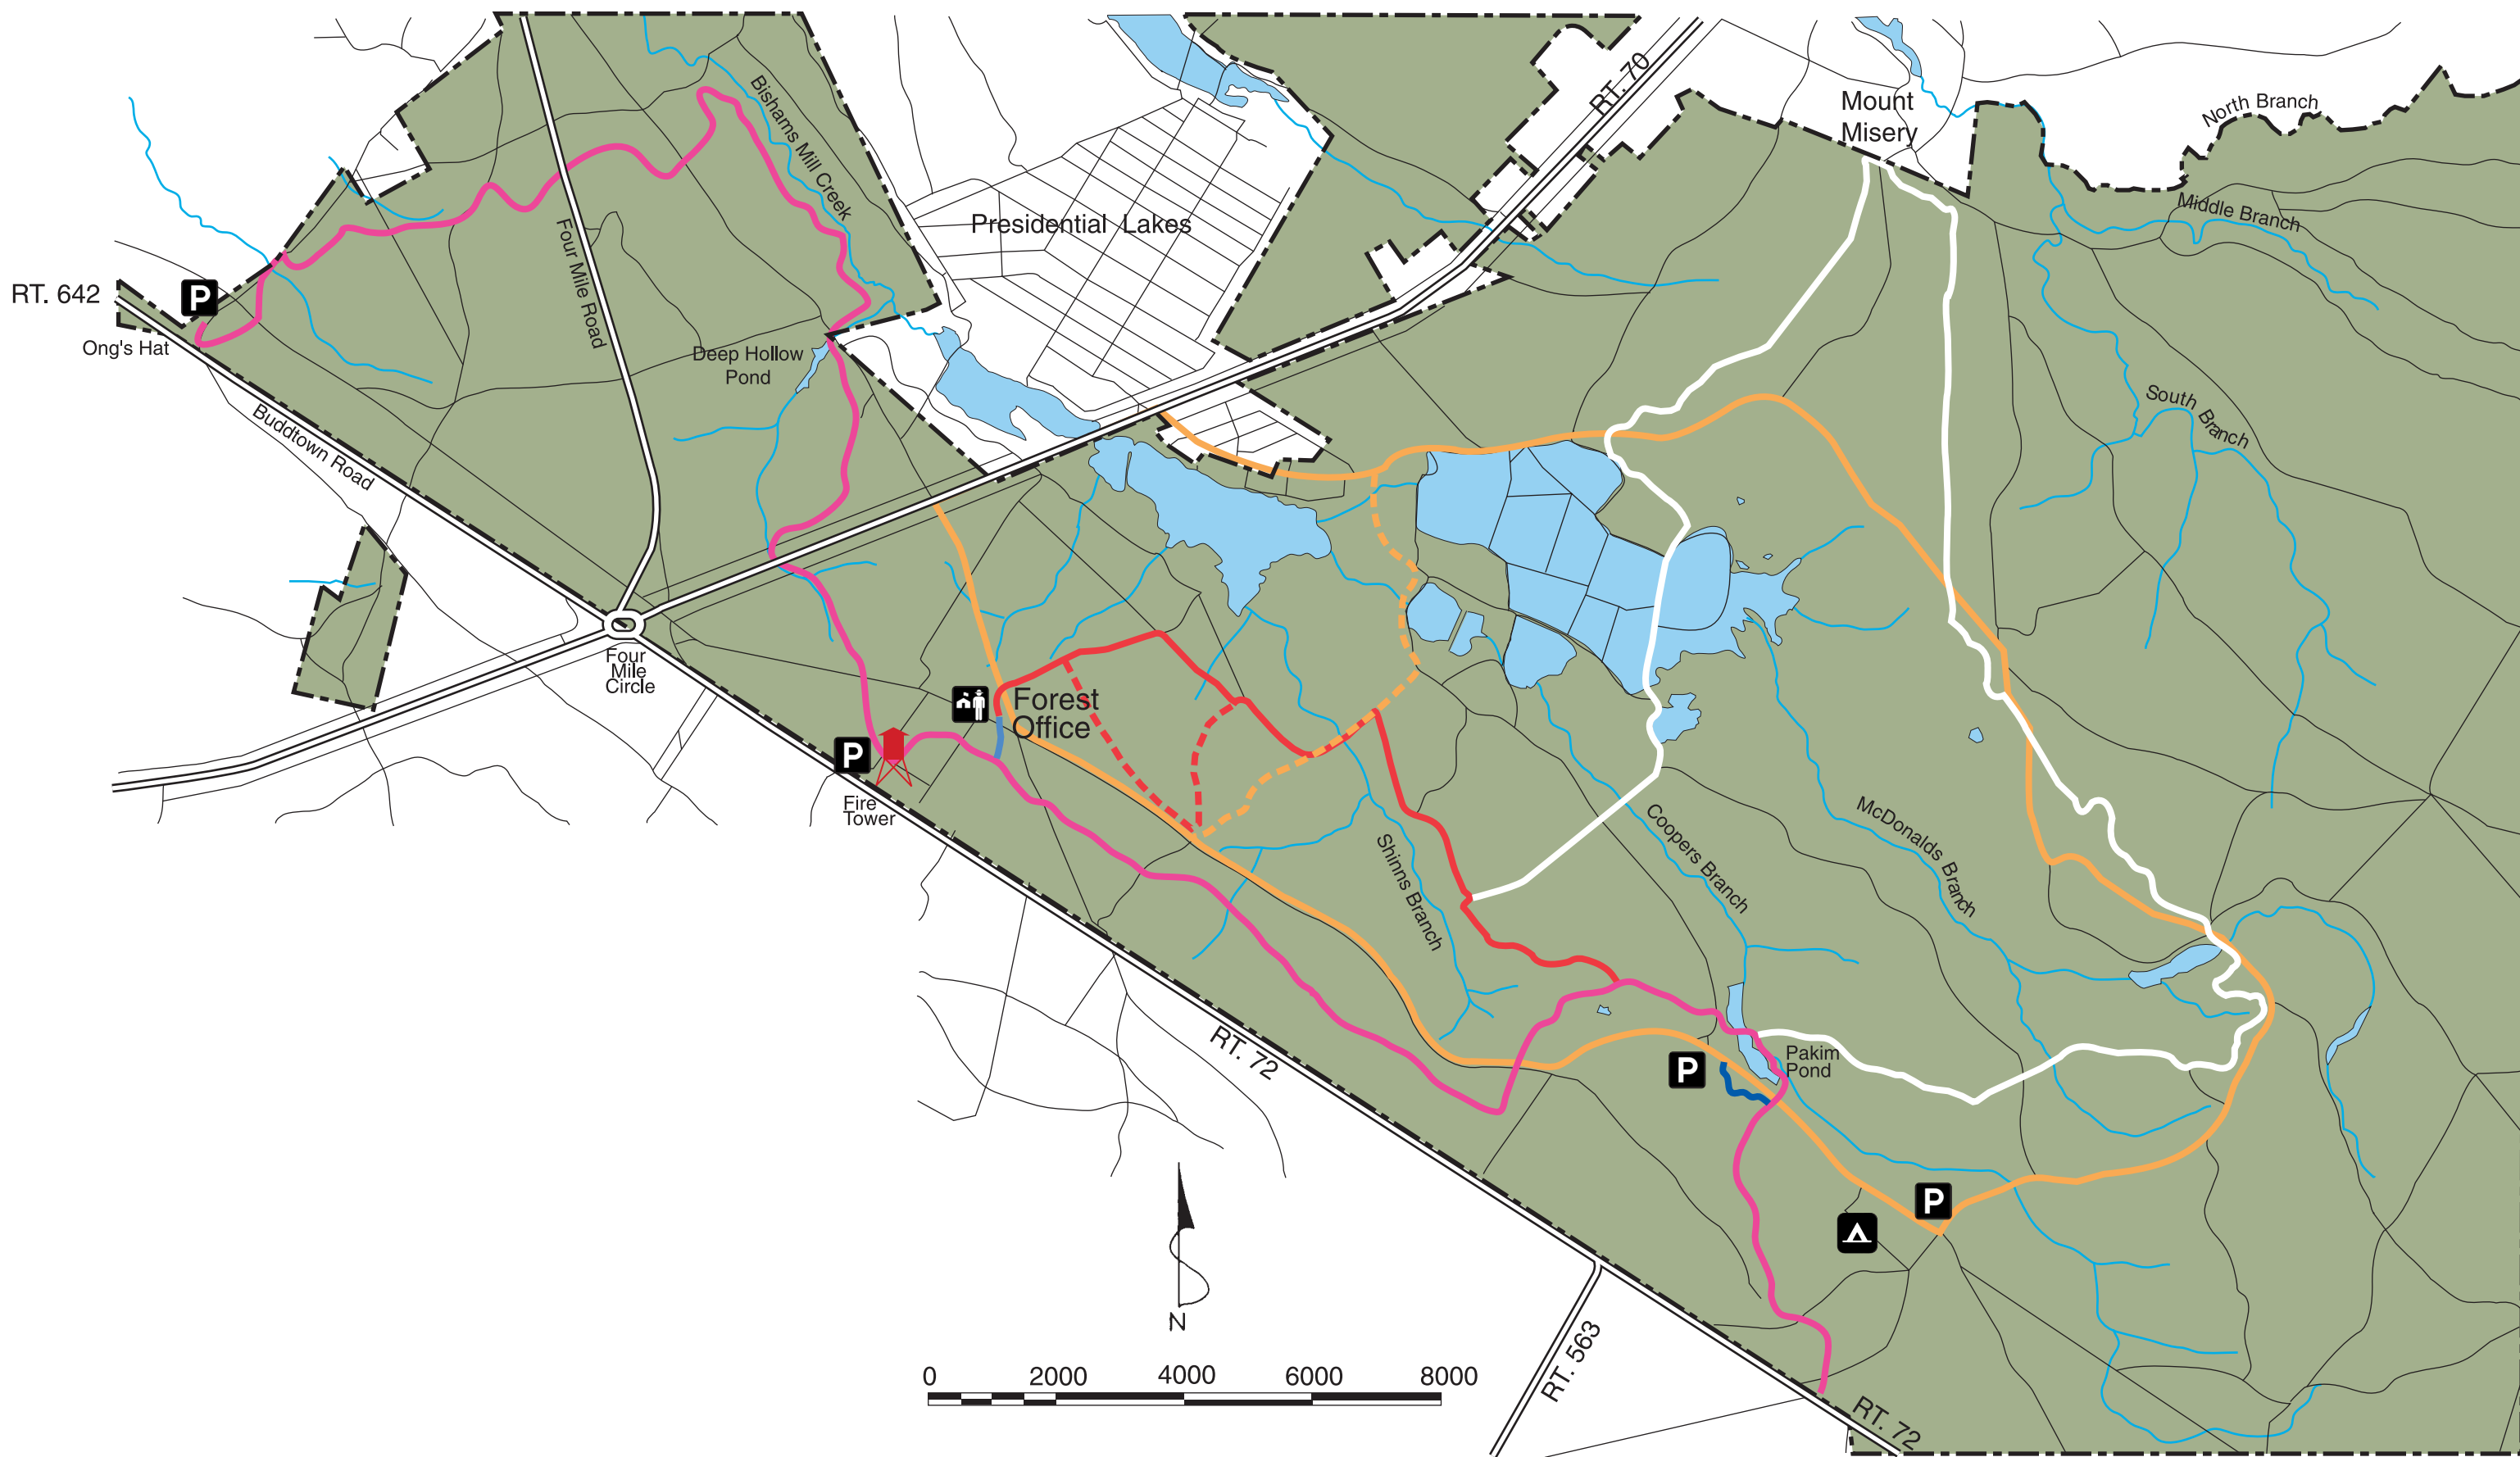 RT. 70
Mount
Misery
North Branch
Middle Branch
Bishams Mill Creek
Presidential Lakes
Four Mile Road
RT. 642
P
Ong's Hat
Deep Hollow
Pond
South Branch
Buddtown Road
Four
Mile
Circle
Forest
Office
P
Fire
Tower
Shinns Branch
Coopers Branch
McDonalds Branch
RT. 72
P
Pakim
Pond
P
N
RT. 563
0 2000 4000 6000 8000
RT. 72